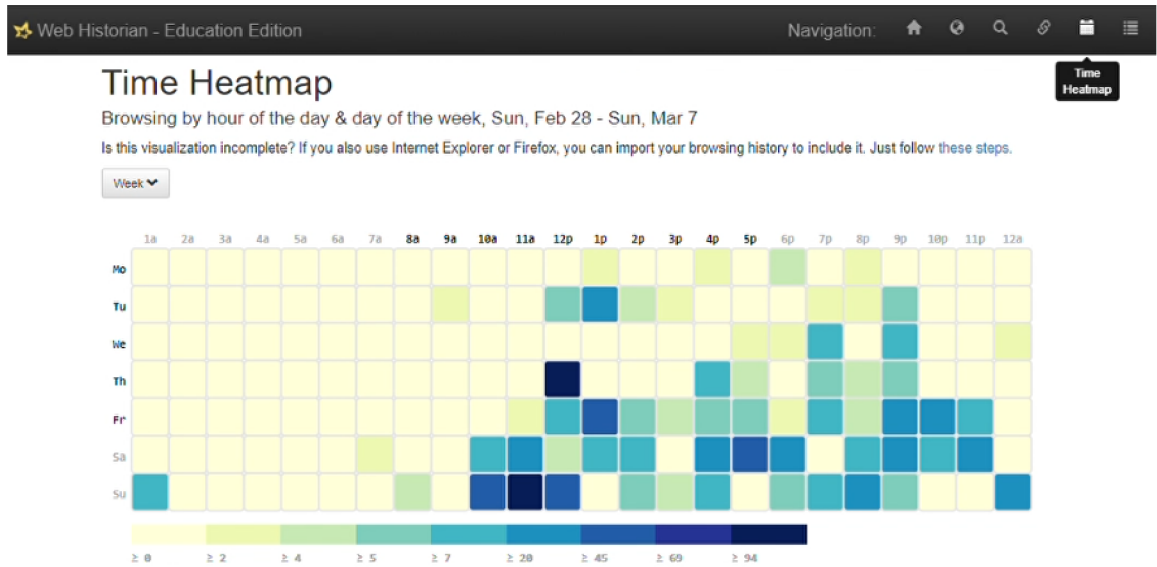 Web Historian - Education Edition Navigation:
Time Heatmap
Time Heatmap
Browsing by hour of the day & day of the week, Sun, Feb 28 - Sun, Mar 7
Is this visualization incomplete? If you also use Internet Explorer or Firefox, you can import your browsing history to include it. Just follow these steps.
Week
1a 2a 3a 4a 5a 6a 7a 8a 9a 10a 11a 12p 1p 2p 3p 4p 5p 6p 7p 8p 9p 10p 11p 12a
Mo
Tu
We
Th
Fr
Sa
Su
≥ 0 ≥ 2 ≥ 4 ≥ 5 ≥ 7 ≥ 20 ≥ 45 ≥ 69 ≥ 94